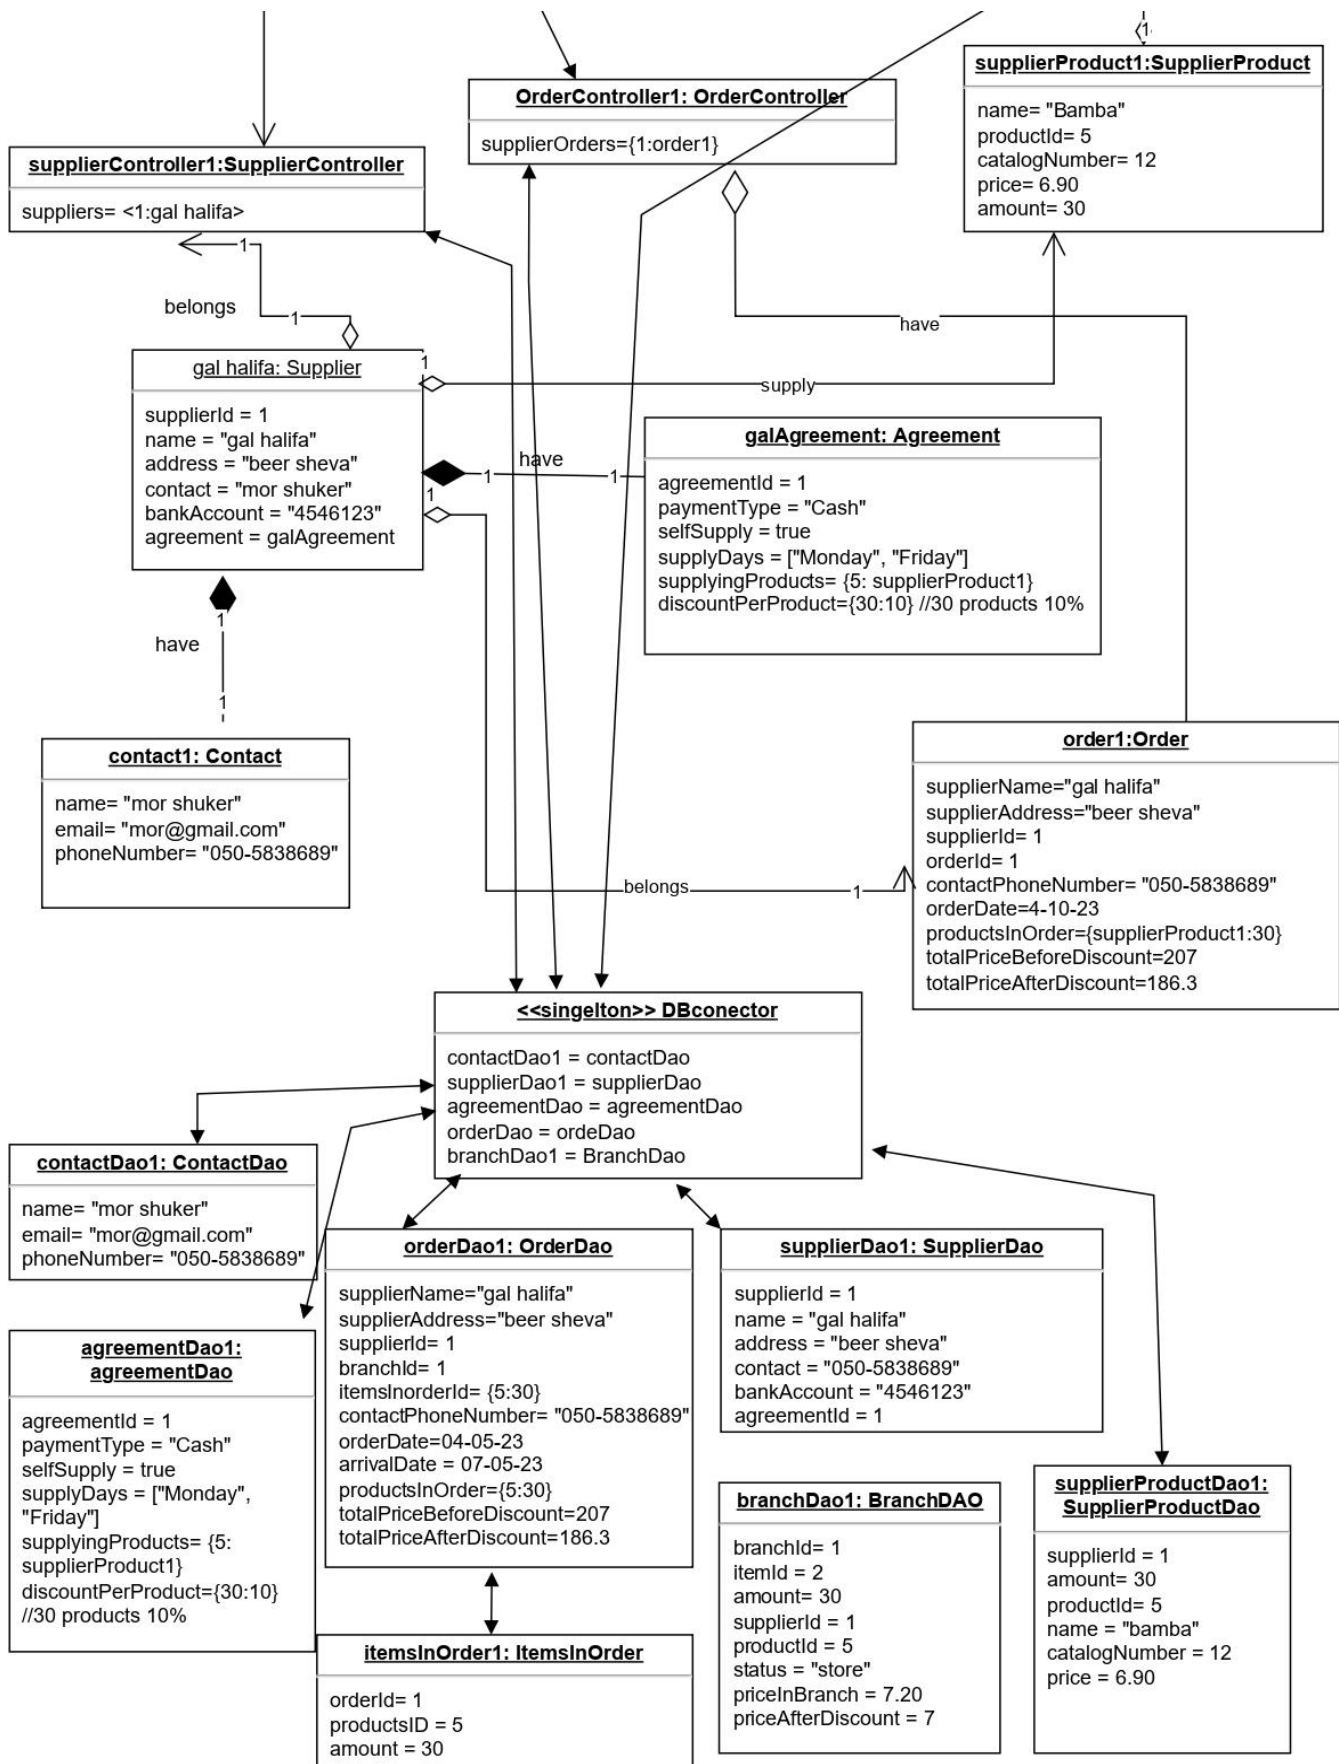 1
supplierProduct1:SupplierProduct
name= "Bamba"
productId= 5
catalogNumber= 12
price= 6.90
amount= 30
OrderController1: OrderController
supplierOrders={1:order1}
supplierController1:SupplierController
suppliers= <1:gal halifa>
1
belongs
1
have
gal halifa: Supplier
supplierId = 1
name = "gal halifa"
address = "beer sheva"
contact = "mor shuker"
bankAccount = "4546123"
agreement = galAgreement
1
supply
have
1
1
1
galAgreement: Agreement
agreementId = 1
paymentType = "Cash"
selfSupply = true
supplyDays = ["Monday", "Friday"]
supplyingProducts= {5: supplierProduct1}
discountPerProduct={30:10} //30 products 10%
1
have
1
contact1: Contact
name= "mor shuker"
email= "mor@gmail.com"
phoneNumber= "050-5838689"
order1:Order
supplierName="gal halifa"
supplierAddress="beer sheva"
supplierId= 1
orderId= 1
contactPhoneNumber= "050-5838689"
orderDate=4-10-23
productsInOrder={supplierProduct1:30}
totalPriceBeforeDiscount=207
totalPriceAfterDiscount=186.3
belongs
1
<<singelton>> DBconector
contactDao1 = contactDao
supplierDao1 = supplierDao
agreementDao = agreementDao
orderDao = ordeDao
branchDao1 = BranchDao
contactDao1: ContactDao
name= "mor shuker"
email= "mor@gmail.com"
phoneNumber= "050-5838689"
orderDao1: OrderDao
supplierName="gal halifa"
supplierAddress="beer sheva"
supplierId= 1
branchId= 1
itemsInorderId= {5:30}
contactPhoneNumber= "050-5838689"
orderDate=04-05-23
arrivalDate = 07-05-23
productsInOrder={5:30}
totalPriceBeforeDiscount=207
totalPriceAfterDiscount=186.3
supplierDao1: SupplierDao
supplierId = 1
name = "gal halifa"
address = "beer sheva"
contact = "050-5838689"
bankAccount = "4546123"
agreementId = 1
agreementDao1:
agreementDao
agreementId = 1
paymentType = "Cash"
selfSupply = true
supplyDays = ["Monday",
"Friday"]
supplyingProducts= {5:
supplierProduct1}
discountPerProduct={30:10}
//30 products 10%
branchDao1: BranchDAO
branchId= 1
itemId = 2
amount= 30
supplierId = 1
productId = 5
status = "store"
priceInBranch = 7.20
priceAfterDiscount = 7
supplierProductDao1:
SupplierProductDao
supplierId = 1
amount= 30
productId= 5
name = "bamba"
catalogNumber = 12
price = 6.90
itemsInOrder1: ItemsInOrder
orderId= 1
productsID = 5
amount = 30